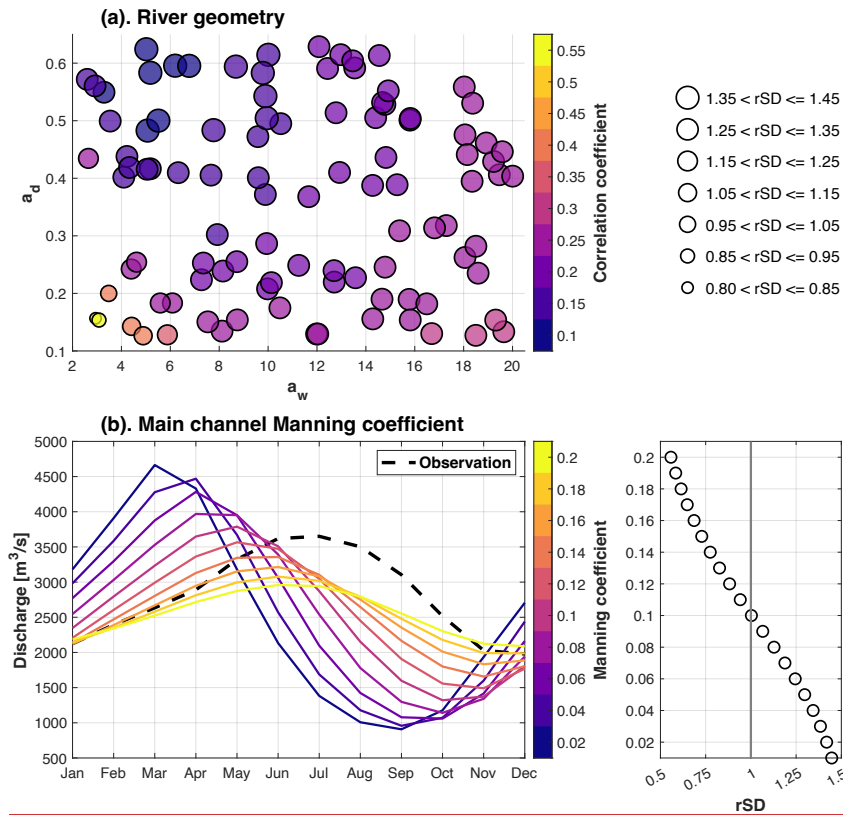 (a). River geometry
0.6
0.5
0.4
0.3
0.2
0.1
a_d
2 4 6 8 10 12 14 16 18 20
a_w
0.55
0.5
0.45
0.4
0.35
0.3
0.25
0.2
0.15
0.1
Correlation coefficient
1.35 < rSD <= 1.45
1.25 < rSD <= 1.35
1.15 < rSD <= 1.25
1.05 < rSD <= 1.15
0.95 < rSD <= 1.05
0.85 < rSD <= 0.95
0.80 < rSD <= 0.85
(b). Main channel Manning coefficient
5000
4500
4000
3500
3000
2500
2000
1500
1000
500
Discharge [m³/s]
Jan Feb Mar Apr May Jun Jul Aug Sep Oct Nov Dec
Observation
0.2
0.18
0.16
0.14
0.12
0.1
0.08
0.06
0.04
0.02
Manning coefficient
0.2
0.18
0.16
0.14
0.12
0.1
0.08
0.06
0.04
0.02
0.5 0.75 1 1.25 1.5
rSD